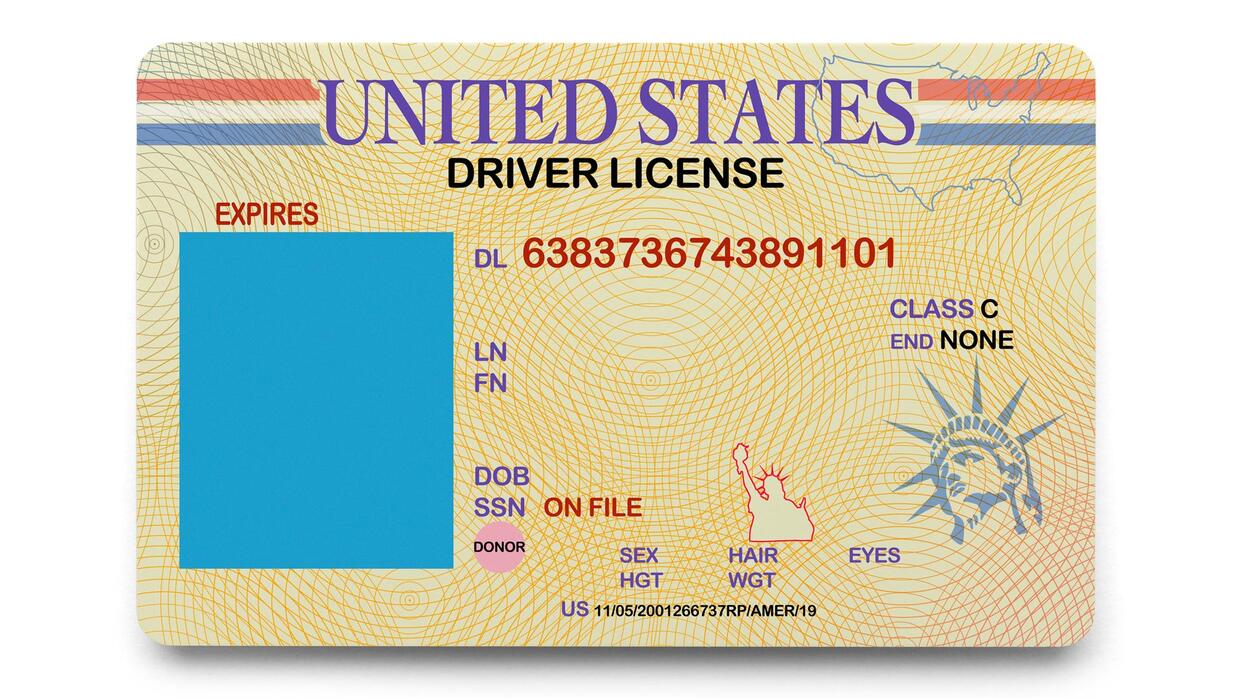 UNITED STATES
DRIVER LICENSE
EXPIRES
DL 6383736743891101
CLASS C
END NONE
LN
FN
DOB
SSN ON FILE
DONOR
SEX HAIR EYES
HGT WGT
US 11/05/2001266737RP/AMER/19